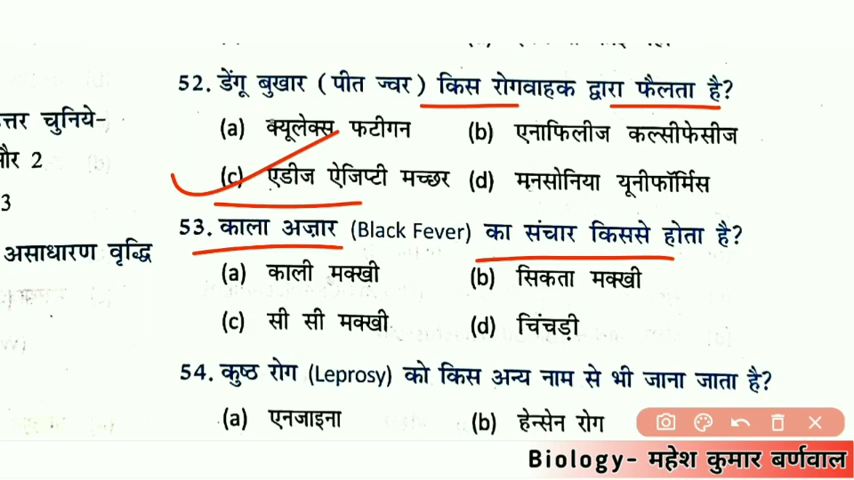 52. डेंगू बुखार (पीत ज्वर) किस रोगवाहक द्वारा फैलता है?
त्तर चुनिये-
(a) क्यूलेक्स फटीगन (b) एनाफिलीज कल्सीफेसीज
और 2
(c) एडीज ऐजिप्टी मच्छर (d) मनसोनिया यूनीफॉर्मिस
3
53. काला अज़ार (Black Fever) का संचार किससे होता है?
असाधारण वृद्धि
(a) काली मक्खी (b) सिकता मक्खी
(c) सी सी मक्खी (d) चिंचड़ी
54. कुष्ठ रोग (Leprosy) को किस अन्य नाम से भी जाना जाता है?
(a) एनजाइना (b) हेन्सेन रोग
Biology- महेश कुमार बर्णवाल